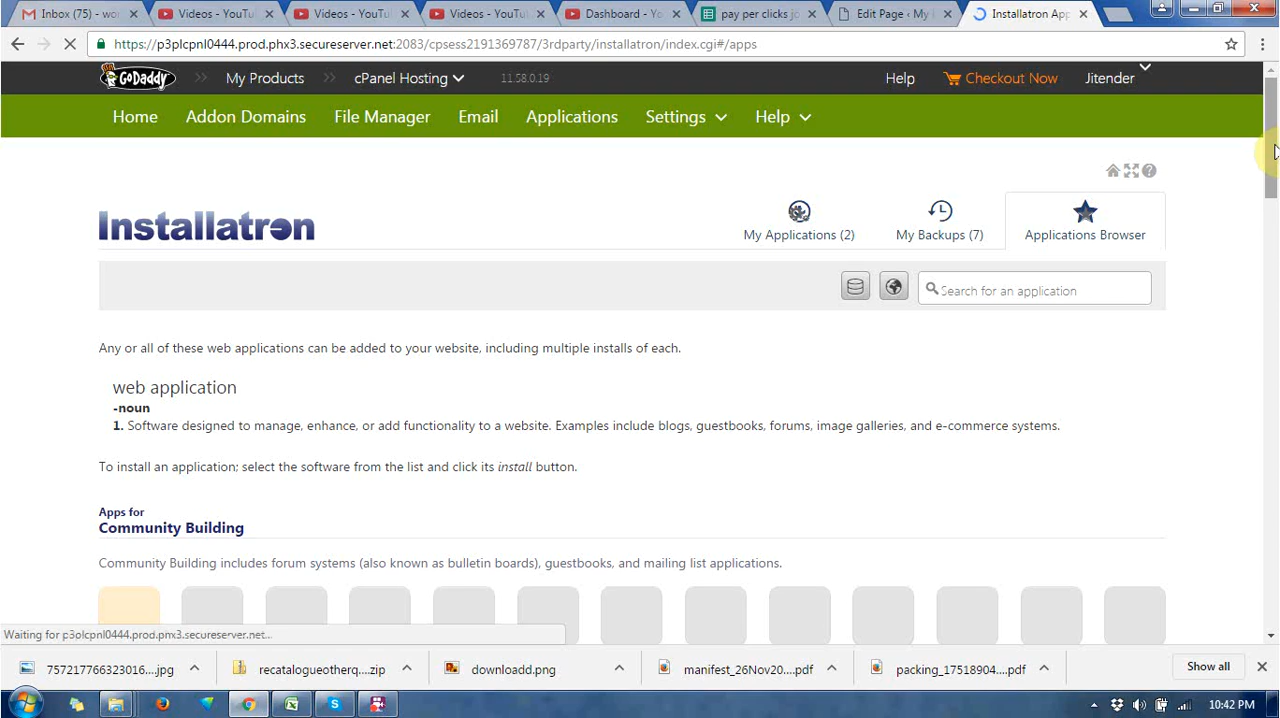 Inbox (75) - wor
Videos - YouTu
Videos - YouTu
Videos - YouTu
Dashboard - Yo
pay per clicks jo
Edit Page ‹ My
Installatron App
https://p3plcpnl0444.prod.phx3.secureserver.net:2083/cpsess2191369787/3rdparty/installatron/index.cgi#/apps
GoDaddy
My Products
cPanel Hosting
11.58.0.19
Help
Checkout Now
Jitender
Home
Addon Domains
File Manager
Email
Applications
Settings
Help
Installatron
My Applications (2)
My Backups (7)
Applications Browser
Search for an application
Any or all of these web applications can be added to your website, including multiple installs of each.
web application
-noun
1. Software designed to manage, enhance, or add functionality to a website. Examples include blogs, guestbooks, forums, image galleries, and e-commerce systems.
To install an application; select the software from the list and click its install button.
Apps for
Community Building
Community Building includes forum systems (also known as bulletin boards), guestbooks, and mailing list applications.
Waiting for p3plcpnl0444.prod.phx3.secureserver.net...
757217766323016....jpg
recatalogueotherq....zip
downloadd.png
manifest_26Nov20....pdf
packing_17518904....pdf
Show all
10:42 PM